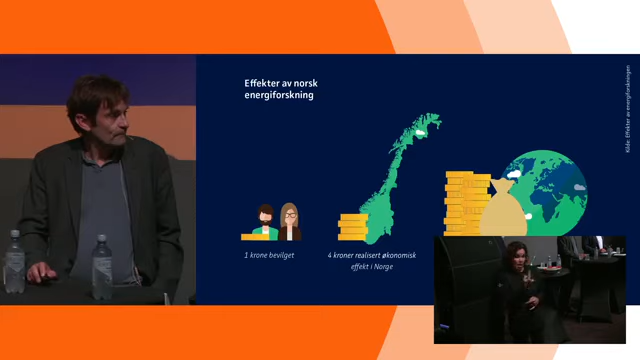 Effekter av norsk
energiforskning
Kilde: Effekter av energiforskningen
1 krone bevilget
4 kroner realisert økonomisk
effekt i Norge